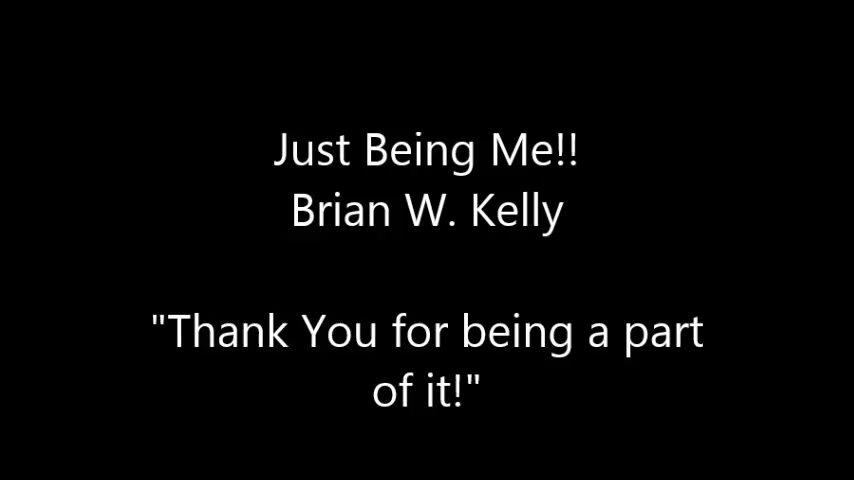 Just Being Me!!
Brian W. Kelly
"Thank You for being a part
of it!"